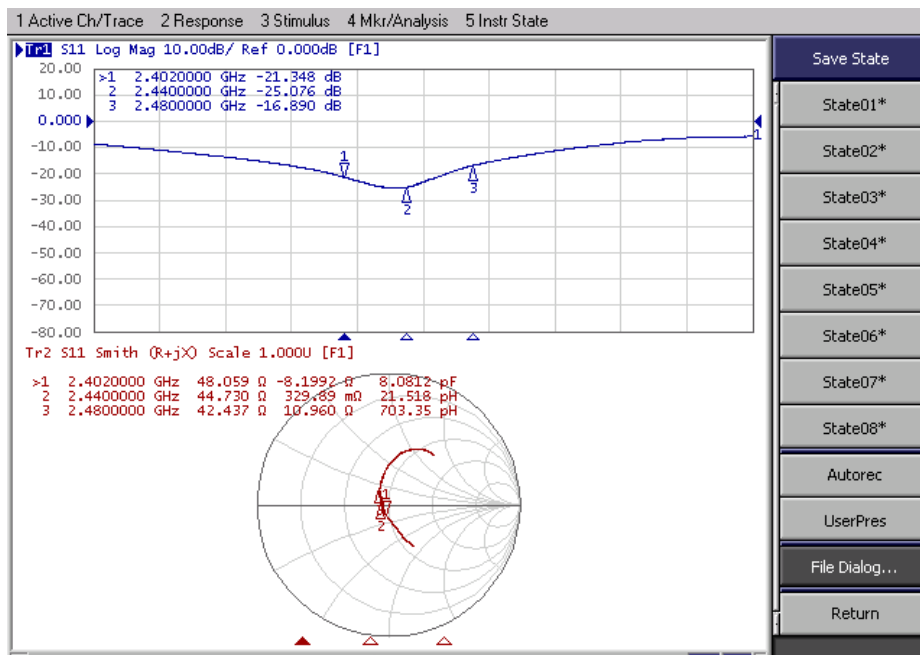 1 Active Ch/Trace 2 Response 3 Stimulus 4 Mkr/Analysis 5 Instr State
Tr1 S11 Log Mag 10.00dB/ Ref 0.000dB [F1]
20.00
10.00
0.000
-10.00
-20.00
-30.00
-40.00
-50.00
-60.00
-70.00
-80.00
>1 2.4020000 GHz -21.348 dB
2 2.4400000 GHz -25.076 dB
3 2.4800000 GHz -16.890 dB
1
2
3
1
Tr2 S11 Smith (R+jX) Scale 1.000U [F1]
>1 2.4020000 GHz 48.059 Ω -8.1992 Ω 8.0812 pF
2 2.4400000 GHz 44.730 Ω 329.89 mΩ 21.518 pH
3 2.4800000 GHz 42.437 Ω 10.960 Ω 703.35 pH
1
2
Save State
State01*
State02*
State03*
State04*
State05*
State06*
State07*
State08*
Autorec
UserPres
File Dialog...
Return